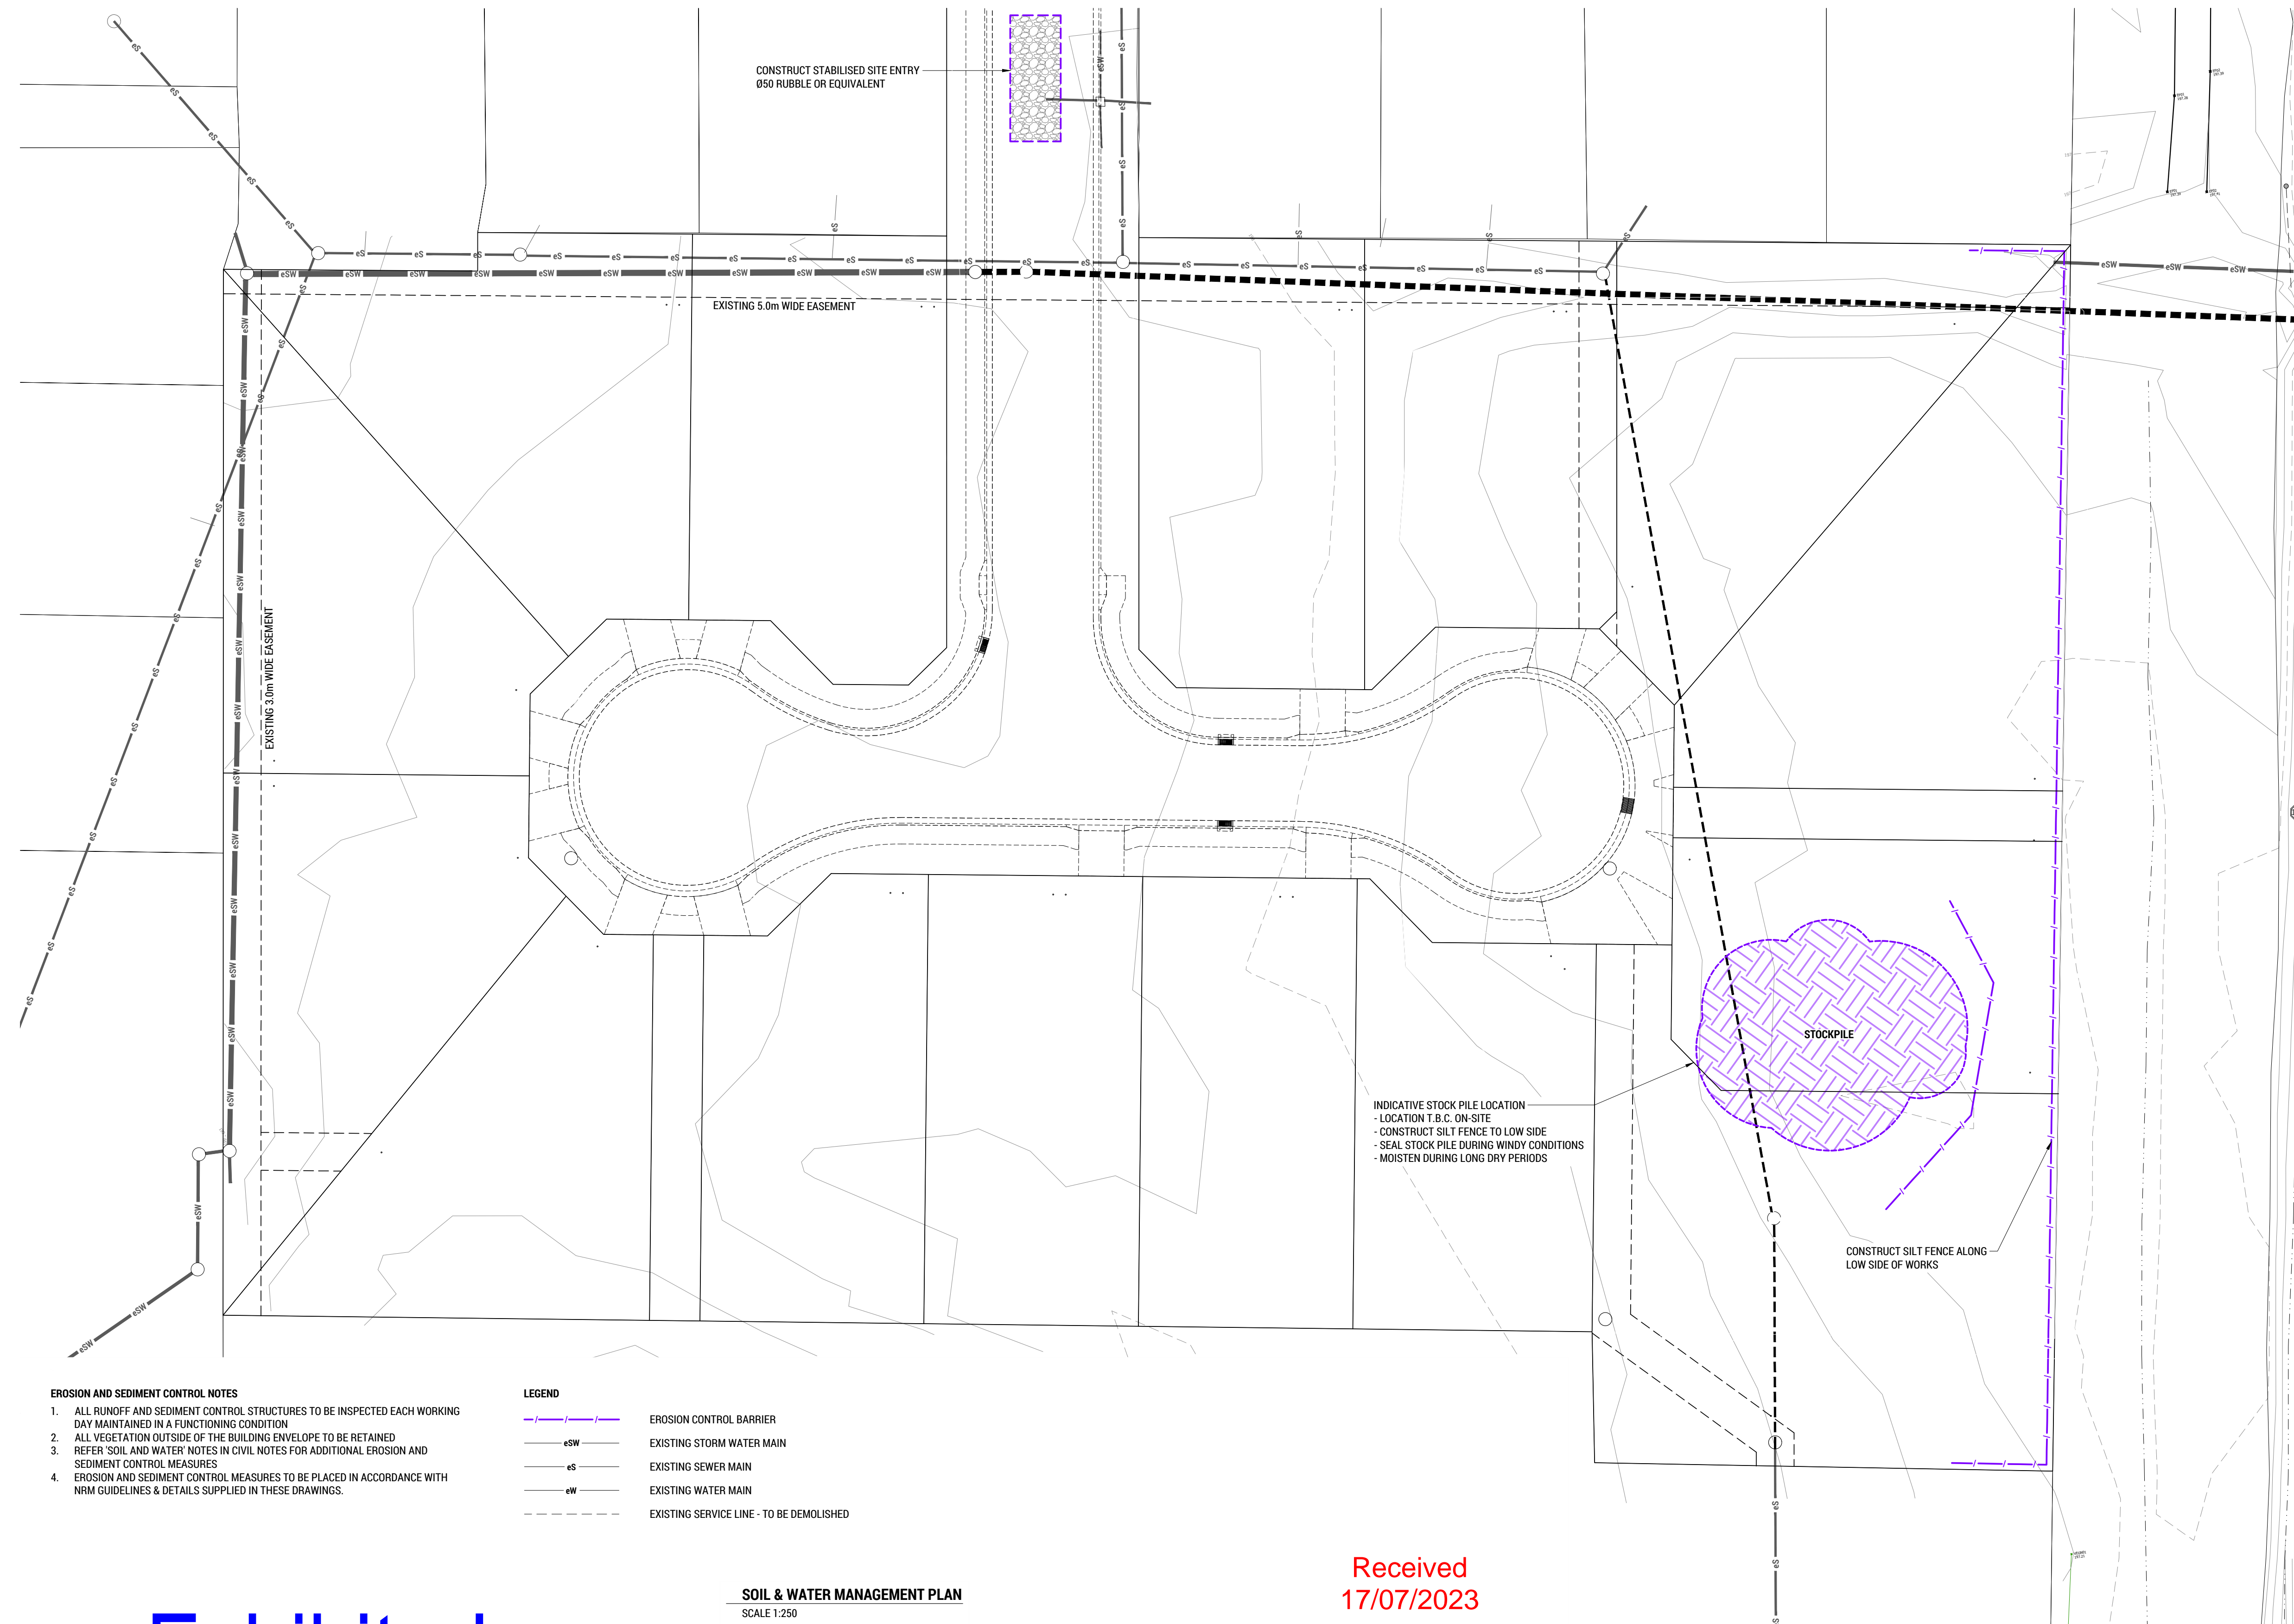 CONSTRUCT STABILISED SITE ENTRY
Ø50 RUBBLE OR EQUIVALENT
EXISTING 5.0m WIDE EASEMENT
EXISTING 3.0m WIDE EASEMENT
STOCKPILE
INDICATIVE STOCK PILE LOCATION
- LOCATION T.B.C. ON-SITE
- CONSTRUCT SILT FENCE TO LOW SIDE
- SEAL STOCK PILE DURING WINDY CONDITIONS
- MOISTEN DURING LONG DRY PERIODS
CONSTRUCT SILT FENCE ALONG
LOW SIDE OF WORKS
EROSION AND SEDIMENT CONTROL NOTES
1. ALL RUNOFF AND SEDIMENT CONTROL STRUCTURES TO BE INSPECTED EACH WORKING
DAY MAINTAINED IN A FUNCTIONING CONDITION
2. ALL VEGETATION OUTSIDE OF THE BUILDING ENVELOPE TO BE RETAINED
3. REFER 'SOIL AND WATER' NOTES IN CIVIL NOTES FOR ADDITIONAL EROSION AND
SEDIMENT CONTROL MEASURES
4. EROSION AND SEDIMENT CONTROL MEASURES TO BE PLACED IN ACCORDANCE WITH
NRM GUIDELINES & DETAILS SUPPLIED IN THESE DRAWINGS.
LEGEND
EROSION CONTROL BARRIER
eSW EXISTING STORM WATER MAIN
eS EXISTING SEWER MAIN
eW EXISTING WATER MAIN
EXISTING SERVICE LINE - TO BE DEMOLISHED
SOIL & WATER MANAGEMENT PLAN
SCALE 1:250
Received
17/07/2023